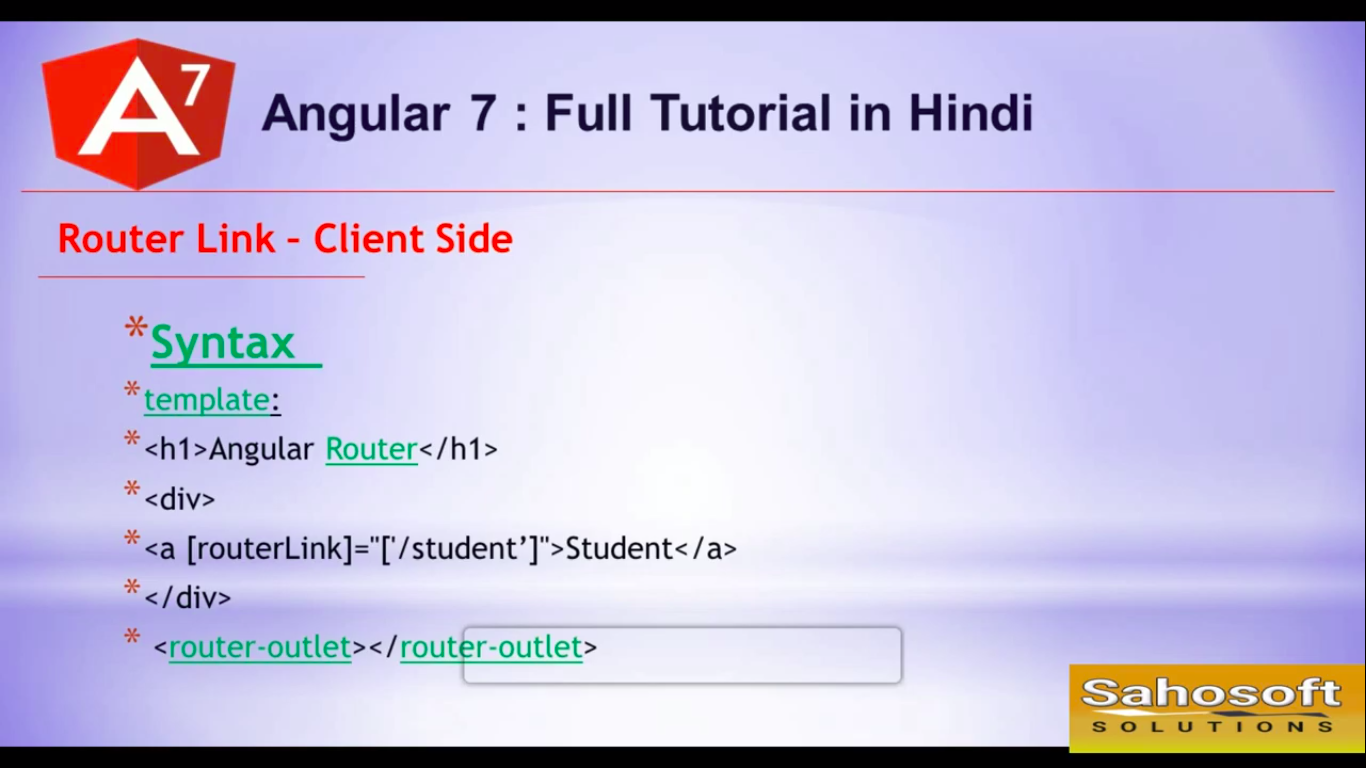 A7
Angular 7 : Full Tutorial in Hindi
Router Link – Client Side
*Syntax
*template:
*<h1>Angular Router</h1>
*<div>
*<a [routerLink]="['/student’]">Student</a>
*</div>
* <router-outlet></router-outlet>
Sahosoft
SOLUTIONS